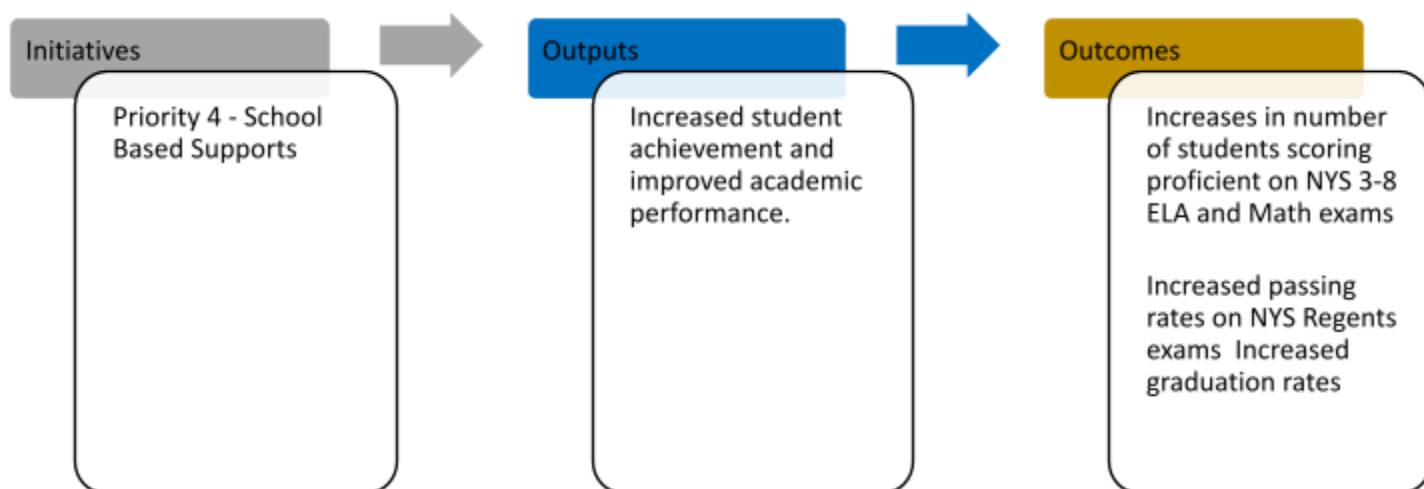 Initiatives
Priority 4 - School
Based Supports
Outputs
Increased student
achievement and
improved academic
performance.
Outcomes
Increases in number
of students scoring
proficient on NYS 3-8
ELA and Math exams
Increased passing
rates on NYS Regents
exams  Increased
graduation rates